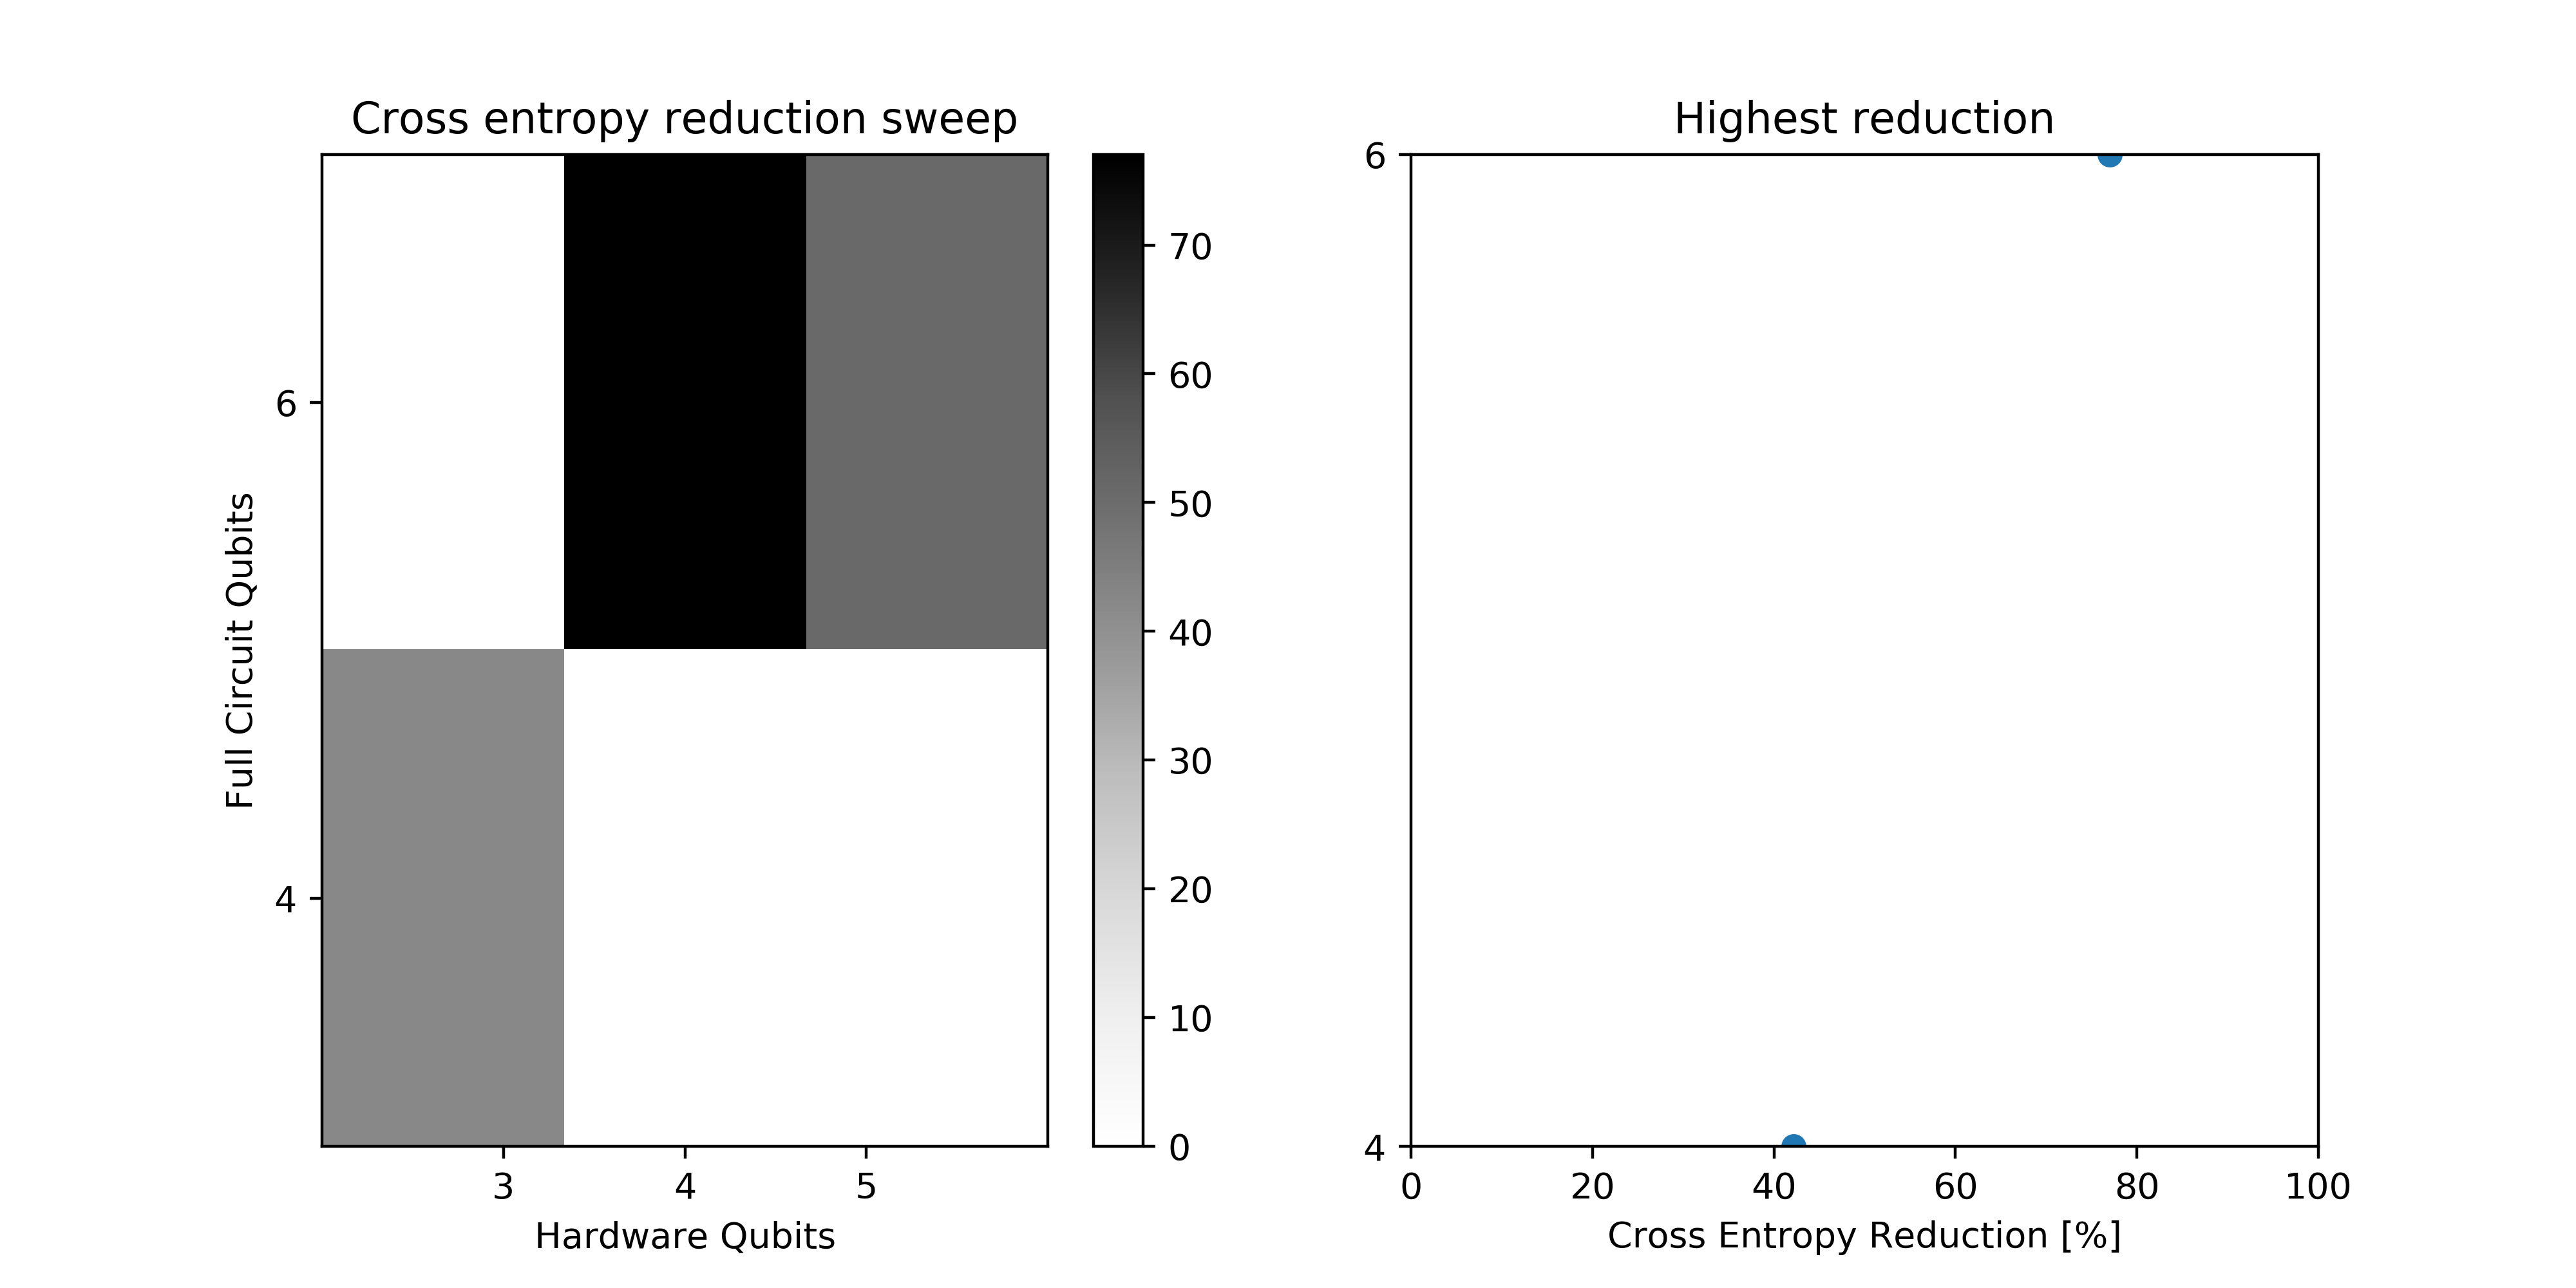 Cross entropy reduction sweep
Full Circuit Qubits
6
4
3 4 5
Hardware Qubits
70
60
50
40
30
20
10
0
Highest reduction
6
4
0 20 40 60 80 100
Cross Entropy Reduction [%]